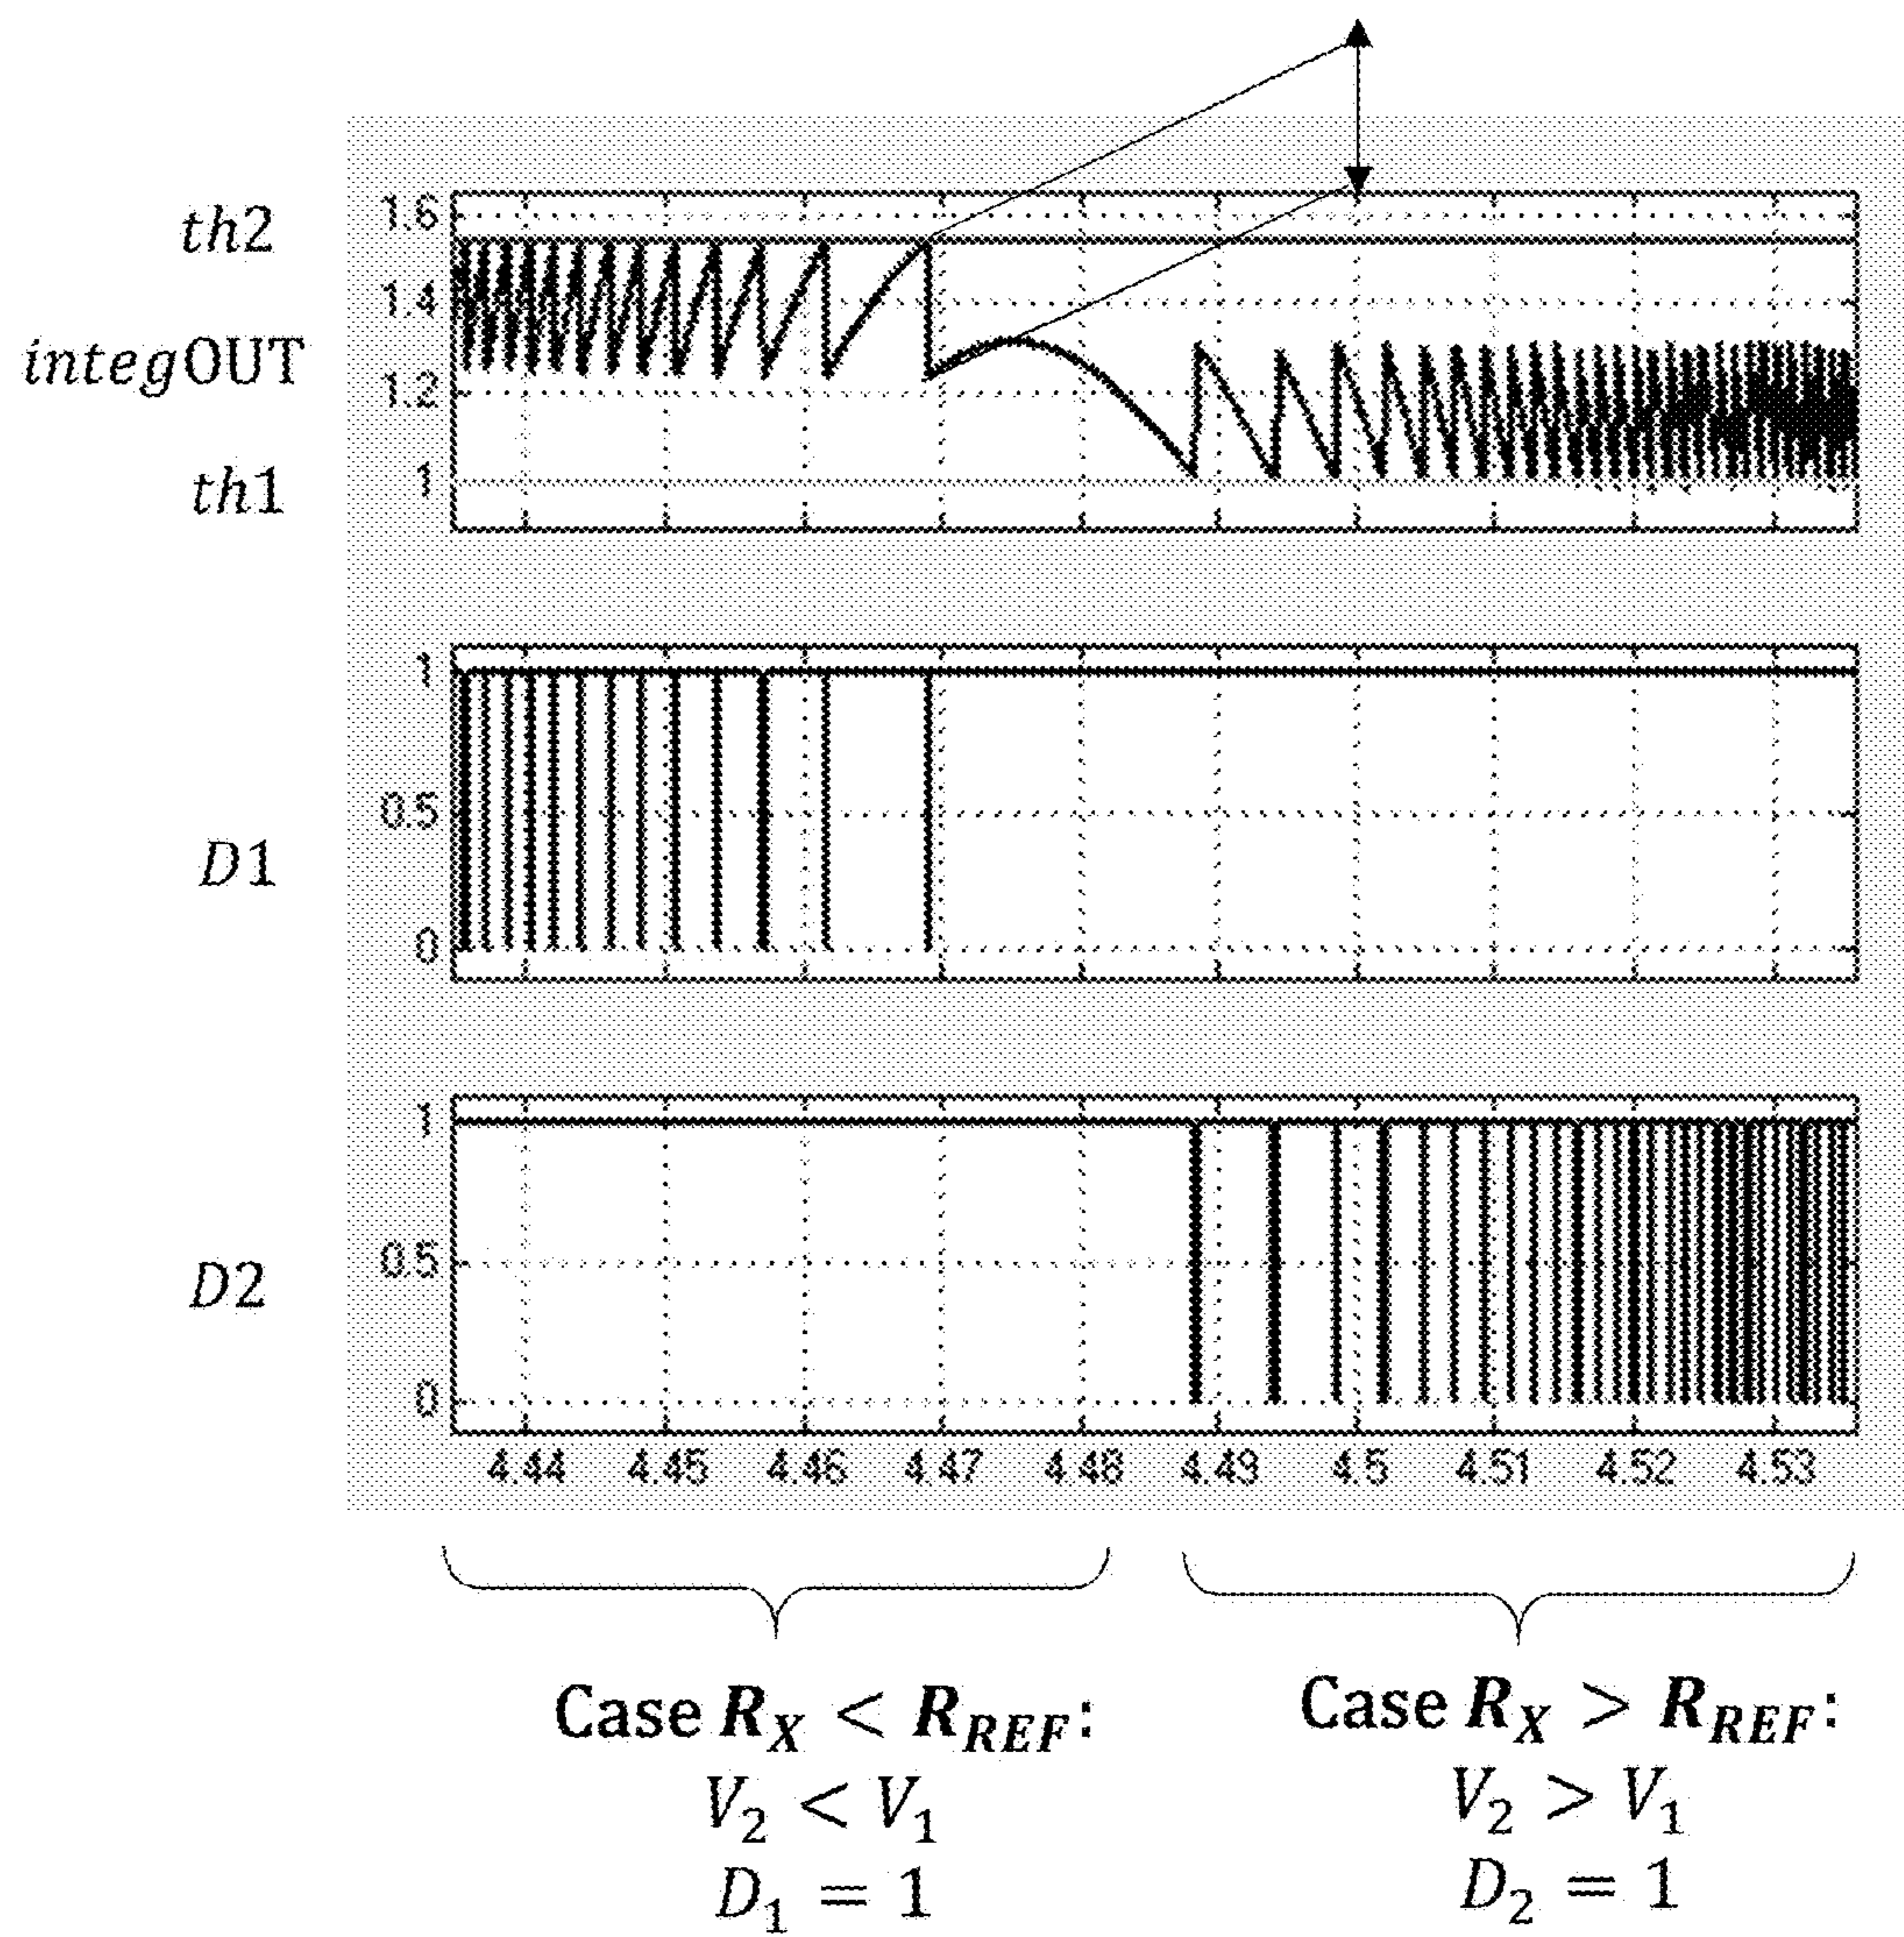 th2
1.6
1.4
integOUT
1.2
th1
1
1
0.5
D1
0
1
0.5
D2
0
4.44 4.45 4.46 4.47 4.48 4.49 4.5 4.51 4.52 4.53
Case R_X < R_REF:
V_2 < V_1
D_1 = 1
Case R_X > R_REF:
V_2 > V_1
D_2 = 1